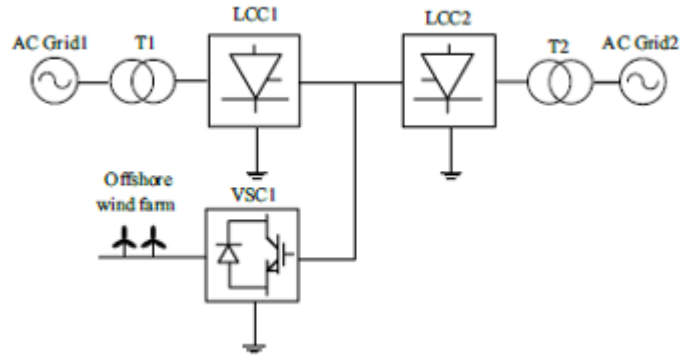 LCC1
LCC2
AC Grid1
T1
T2
AC Grid2
Offshore
wind farm
VSC1